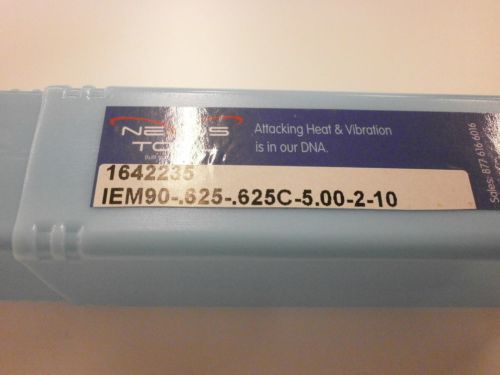 Attacking Heat & Vibration
is in our DNA.
1642235
IEM90-.625-.625C-5.00-2-10
Sales: 877 616 6016